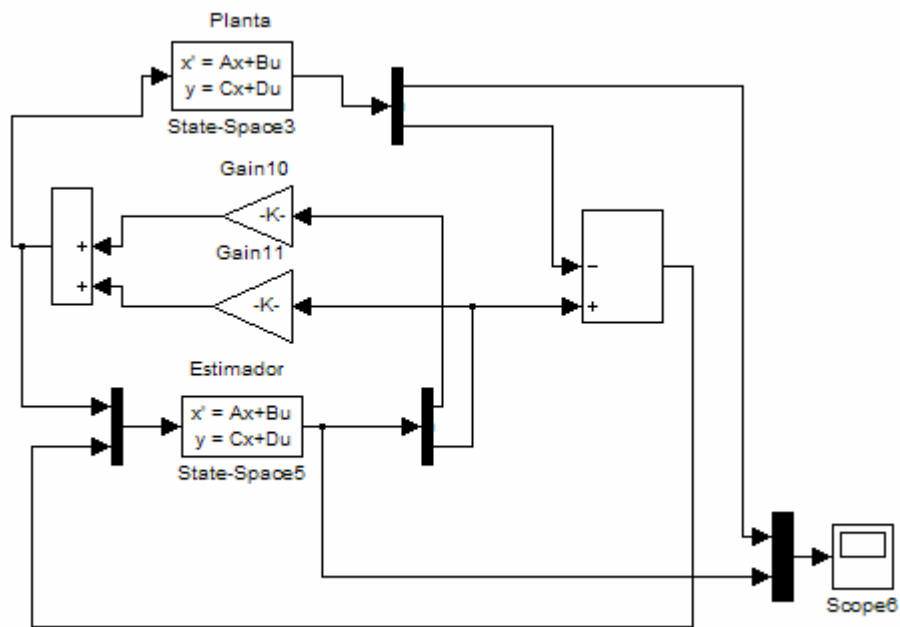 Planta
x' = Ax+Bu
y = Cx+Du
State-Space3
Gain10
-K-
+
Gain11
+
-K-
−
+
Estimador
x' = Ax+Bu
y = Cx+Du
State-Space5
Scope6